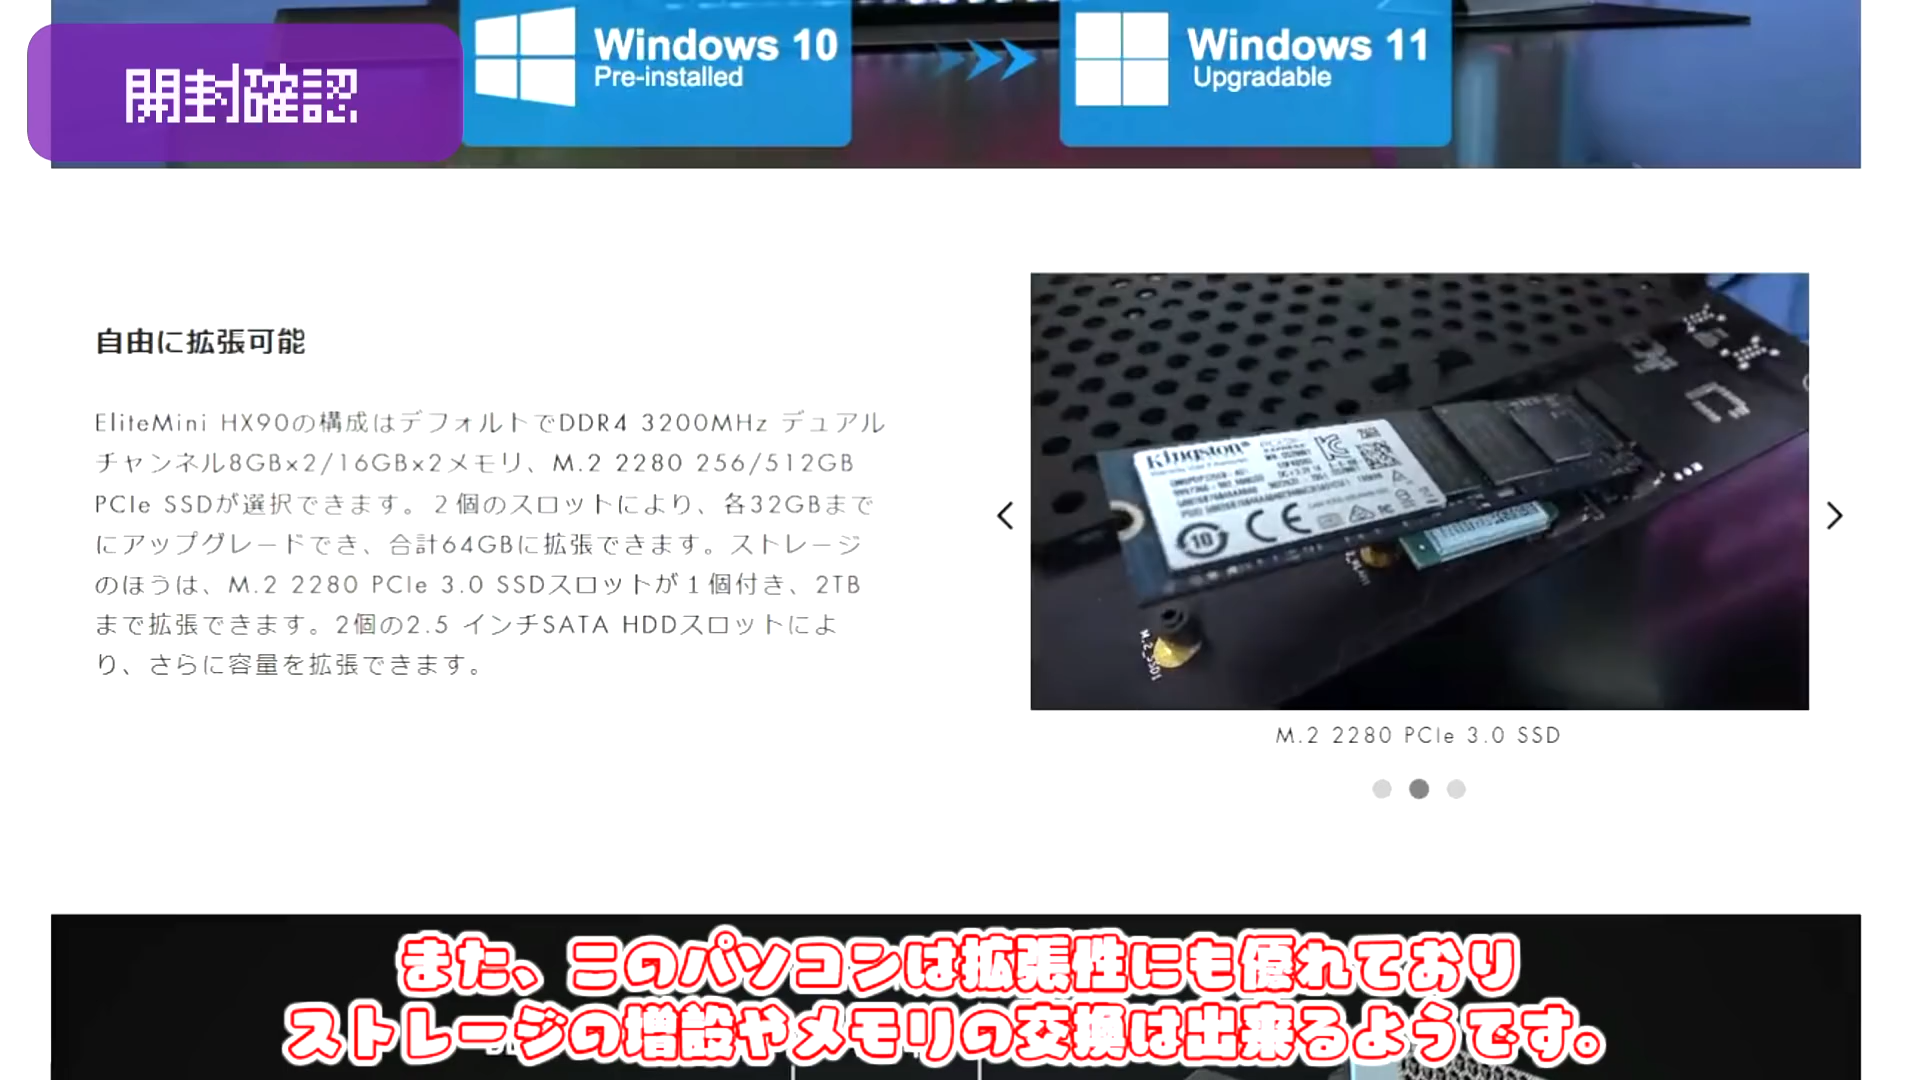 開封確認
Windows 10
Pre-installed
Windows 11
Upgradable
自由に拡張可能
EliteMini HX90の構成はデフォルトでDDR4 3200MHz デュアル
チャンネル8GBx2/16GBx2メモリ、M.2 2280 256/512GB
PCIe SSDが選択できます。２個のスロットにより、各32GBまで
にアップグレードでき、合計64GBに拡張できます。ストレージ
のほうは、M.2 2280 PCIe 3.0 SSDスロットが１個付き、2TB
まで拡張できます。2個の2.5 インチSATA HDDスロットによ
り、さらに容量を拡張できます。
Kingston
CE
10
M.2_SSD1
M.2 2280 PCIe 3.0 SSD
また、このパソコンは拡張性にも優れており
ストレージの増設やメモリの交換は出来るようです。